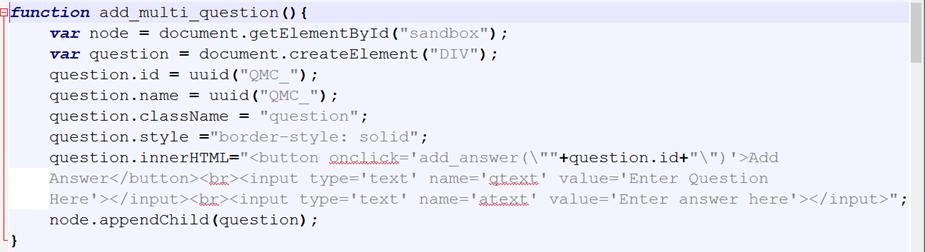 function add_multi_question(){
var node = document.getElementById("sandbox");
var question = document.createElement("DIV");
question.id = uuid("QMC_");
question.name = uuid("QMC_");
question.className = "question";
question.style ="border-style: solid";
question.innerHTML="<button onclick='add_answer(\""+question.id+"\")'>Add
Answer</button><br><input type='text' name='qtext' value='Enter Question
Here'></input><br><input type='text' name='atext' value='Enter answer here'></input>";
node.appendChild(question);
}